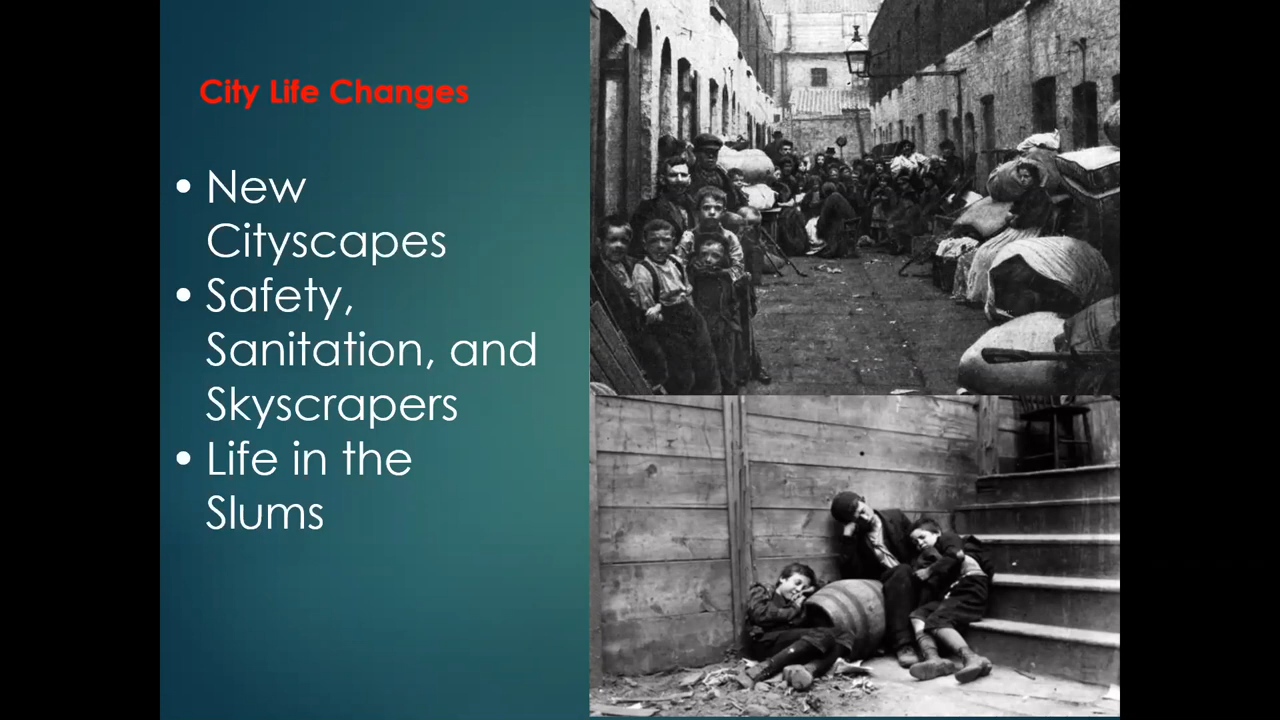 City Life Changes
• New
Cityscapes
• Safety,
Sanitation, and
Skyscrapers
• Life in the
Slums